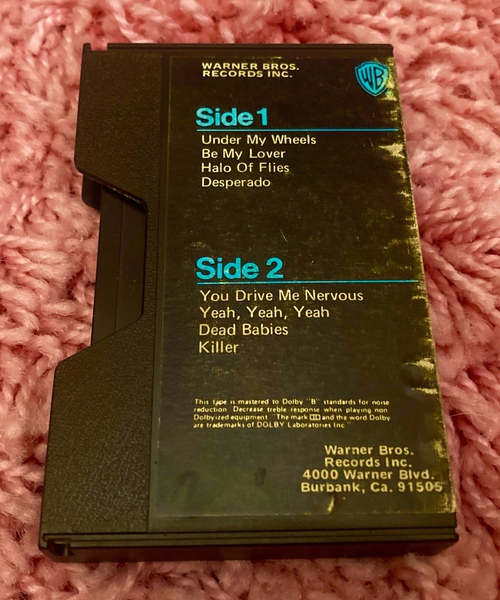 WARNER BROS.
RECORDS INC.
WB
Side 1
Under My Wheels
Be My Lover
Halo Of Flies
Desperado
Side 2
You Drive Me Nervous
Yeah, Yeah, Yeah
Dead Babies
Killer
This tape is mastered to Dolby "B" standards for noise
reduction. Decrease treble response when playing non
Dolbyized equipment. "The mark and the word Dolby
are trademarks of DOLBY Laboratories Inc."
Warner Bros.
Records Inc.
4000 Warner Blvd.
Burbank, Ca. 91505